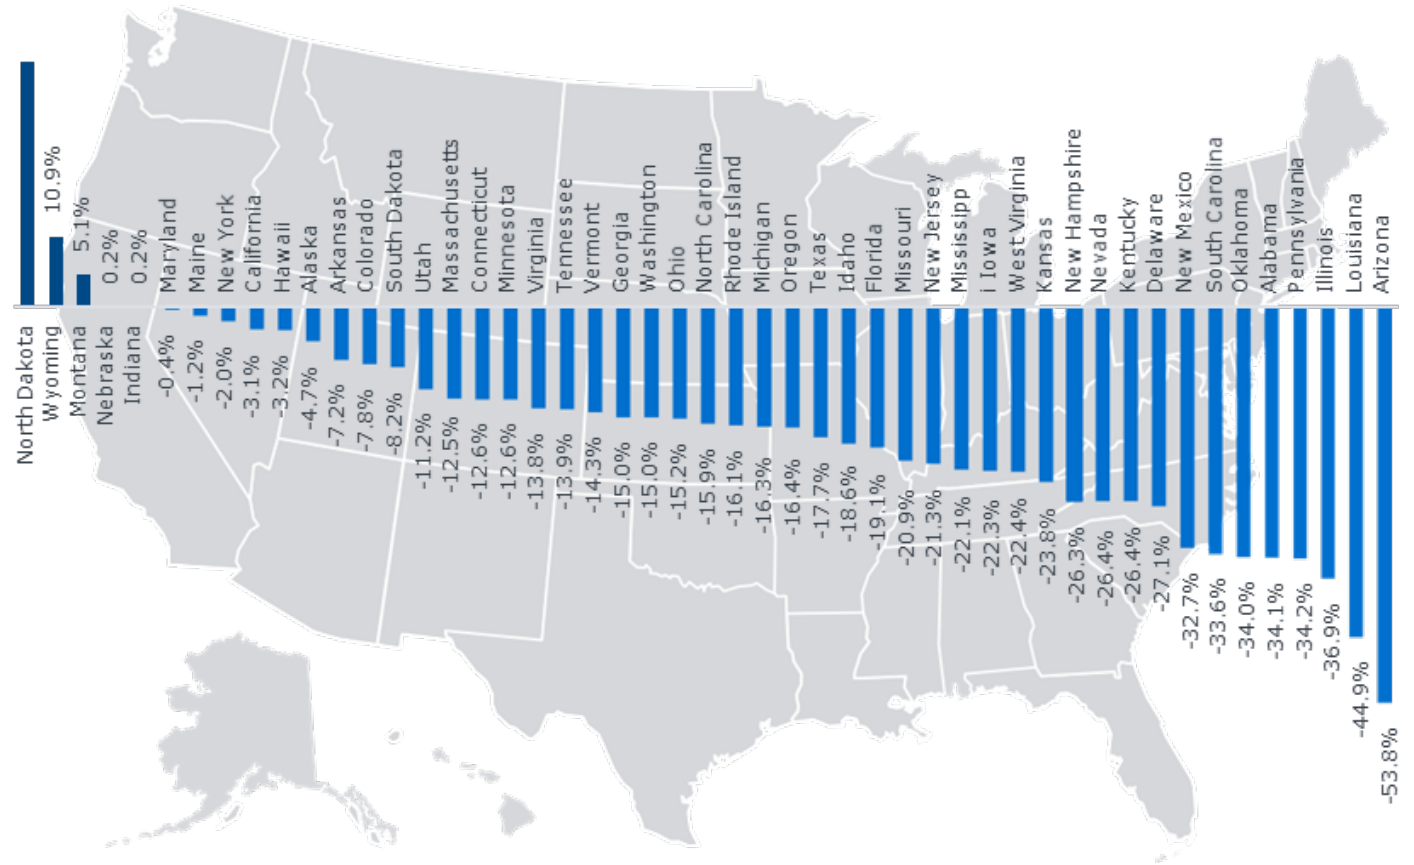 North Dakota
Wyoming
10.9%
Montana
5.1%
Nebraska
0.2%
Indiana
0.2%
Maryland
-0.4%
Maine
-1.2%
New York
-2.0%
California
-3.1%
Hawaii
-3.2%
Alaska
-4.7%
Arkansas
-7.2%
Colorado
-7.8%
South Dakota
-8.2%
Utah
-11.2%
Massachusetts
-12.5%
Connecticut
-12.6%
Minnesota
-12.6%
Virginia
-13.8%
Tennessee
-13.9%
Vermont
-14.3%
Georgia
-15.0%
Washington
-15.0%
Ohio
-15.2%
North Carolina
-15.9%
Rhode Island
-16.1%
Michigan
-16.3%
Oregon
-16.4%
Texas
-17.7%
Idaho
-18.6%
Florida
-19.1%
Missouri
-20.9%
New Jersey
-21.3%
Mississipp
-22.1%
i Iowa
-22.3%
West Virginia
-22.4%
Kansas
-23.8%
New Hampshire
-26.3%
Nevada
-26.4%
Kentucky
-26.4%
Delaware
-27.1%
New Mexico
-32.7%
South Carolina
-33.6%
Oklahoma
-34.0%
Alabama
-34.1%
Pennsylvania
-34.2%
Illinois
-36.9%
Louisiana
-44.9%
Arizona
-53.8%